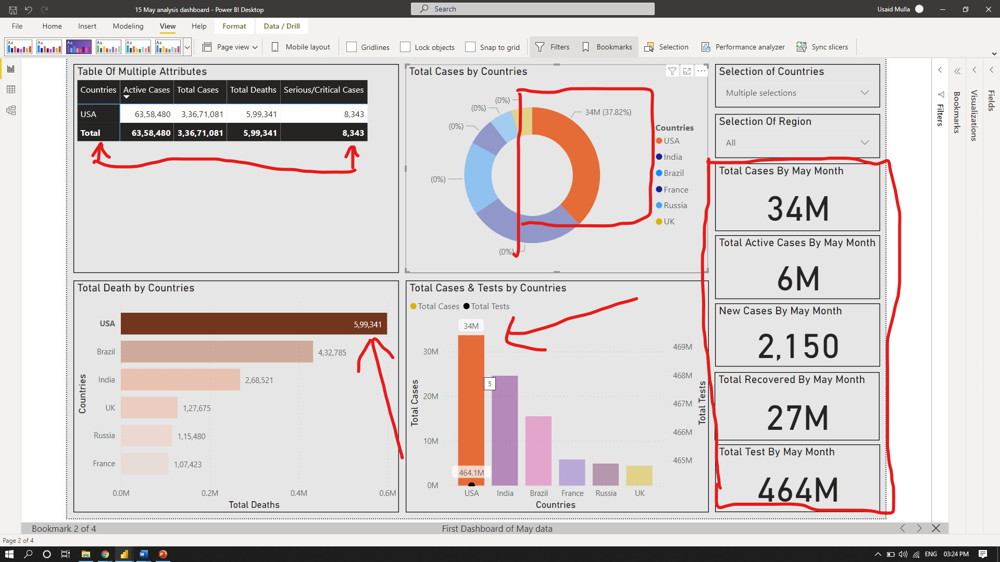 15 May analysis dashboard - Power BI Desktop
Search
Usaid Mulla
File Home Insert Modeling View Help Format Data / Drill
Aa Aa Aa Aa Aa Aa
Page view Mobile layout Gridlines Lock objects Snap to grid Filters Bookmarks Selection Performance analyzer Sync slicers
Table Of Multiple Attributes
Countries Active Cases Total Cases Total Deaths Serious/Critical Cases
USA 63,58,480 3,36,71,081 5,99,341 8,343
Total 63,58,480 3,36,71,081 5,99,341 8,343
Total Cases by Countries
(0%)
(0%)
(0%)
(0%)
(0%)
34M (37.82%)
Countries
USA
India
Brazil
France
Russia
UK
Selection of Countries
Multiple selections
Selection Of Region
All
Total Cases By May Month
34M
Total Active Cases By May Month
6M
New Cases By May Month
2,150
Total Recovered By May Month
27M
Total Test By May Month
464M
Filters
Bookmarks
Visualizations
Fields
Total Death by Countries
Countries
USA 5,99,341
Brazil 4,32,785
India 2,68,521
UK 1,27,675
Russia 1,15,480
France 1,07,423
0.0M 0.2M 0.4M 0.6M
Total Deaths
Total Cases & Tests by Countries
Total Cases Total Tests
34M
30M
20M
10M
0M
Total Cases
5
464.1M
469M
468M
467M
466M
465M
Total Tests
USA India Brazil France Russia UK
Countries
Bookmark 2 of 4
First Dashboard of May data
Page 2 of 4
ENG 03:24 PM